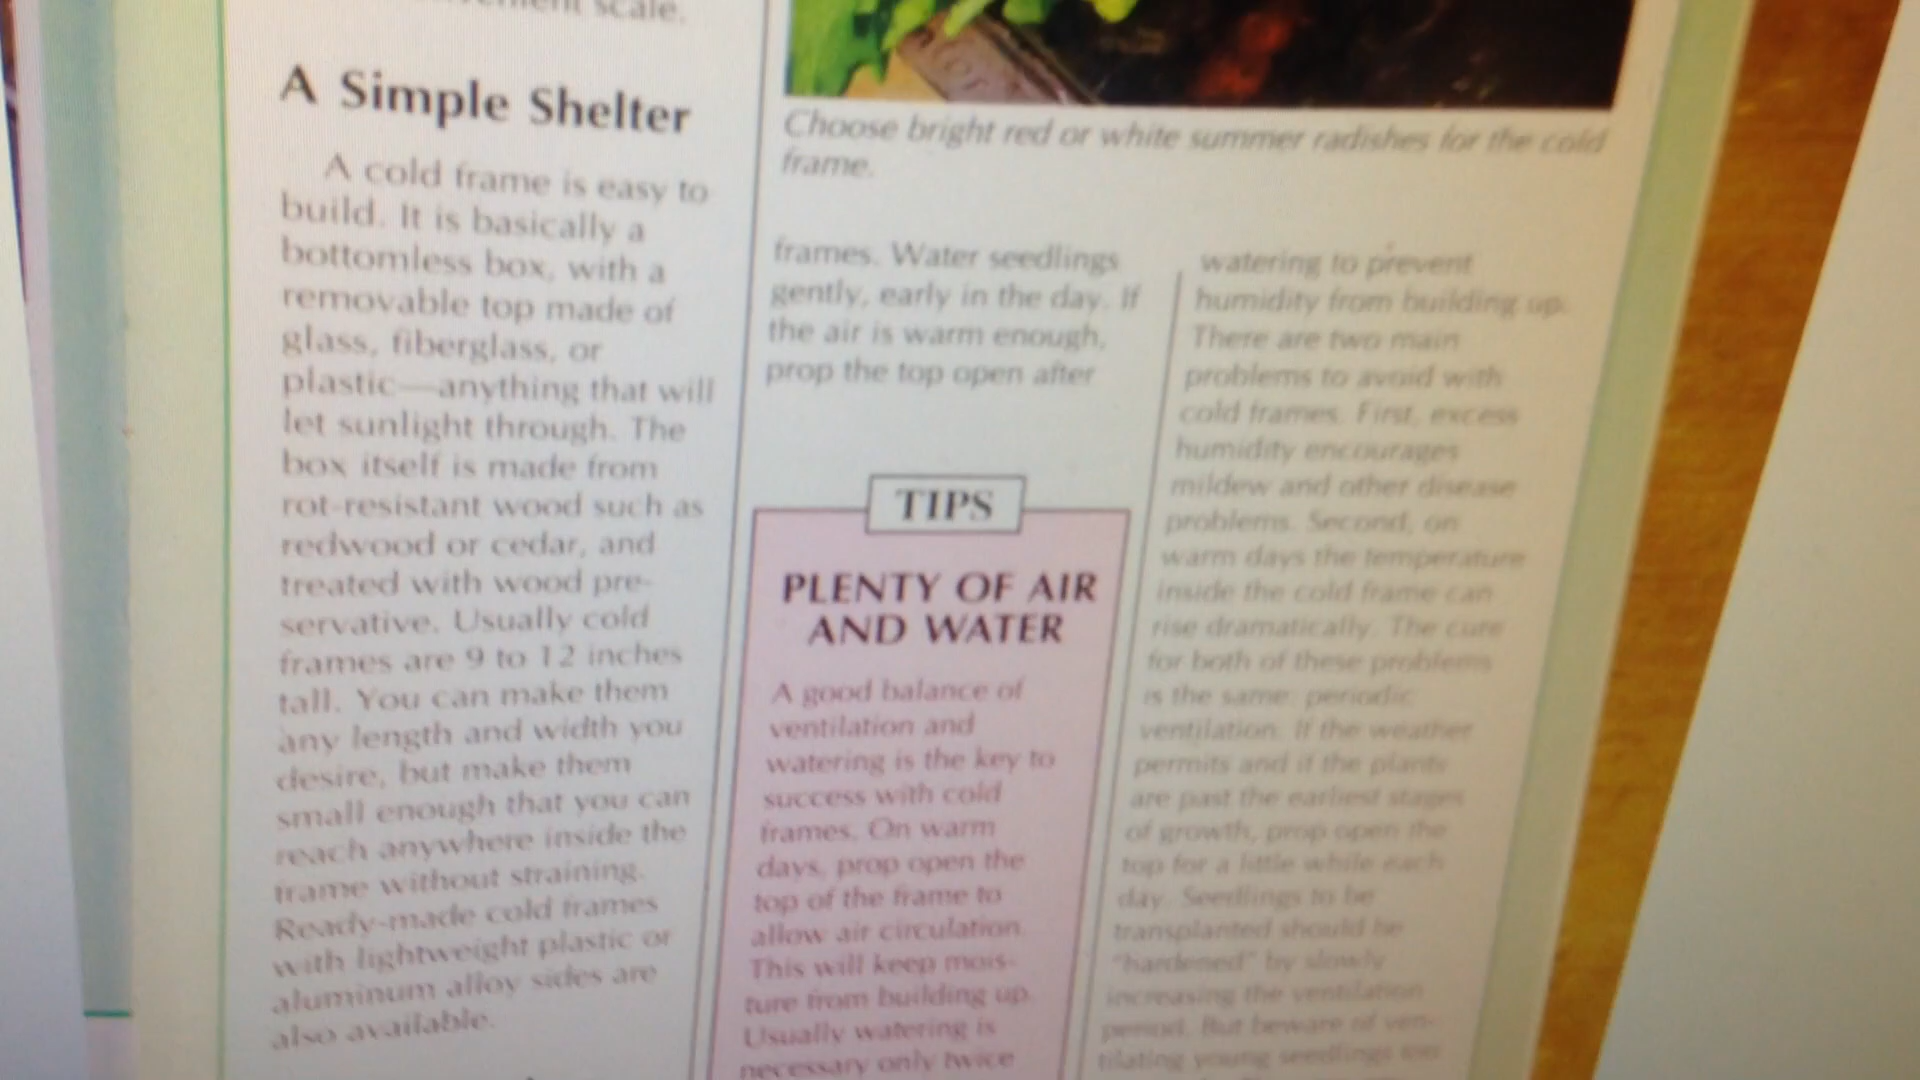 scale.
A Simple Shelter
A cold frame is easy to
build. It is basically a
bottomless box, with a
removable top made of
glass, fiberglass, or
plastic—anything that will
let sunlight through. The
box itself is made from
rot-resistant wood such as
redwood or cedar, and
treated with wood pre-
servative. Usually cold
frames are 9 to 12 inches
tall. You can make them
any length and width you
desire, but make them
small enough that you can
reach anywhere inside the
frame without straining.
Ready-made cold frames
with lightweight plastic or
aluminum alloy sides are
also available.
Choose bright red or white summer radishes for the cold
frame.
frames. Water seedlings
gently, early in the day. If
the air is warm enough,
prop the top open after
TIPS
PLENTY OF AIR
AND WATER
A good balance of
ventilation and
watering is the key to
success with cold
frames. On warm
days, prop open the
top of the frame to
allow air circulation.
This will keep mois-
ture from building up.
Usually watering is
necessary only twice
watering to prevent
humidity from building up.
There are two main
problems to avoid with
cold frames. First, excess
humidity encourages
mildew and other disease
problems. Second, on
warm days the temperature
inside the cold frame can
rise dramatically. The cure
for both of these problems
is the same: periodic
ventilation. If the weather
permits and if the plants
are past the earliest stages
of growth, prop open the
top for a little while each
day. Seedlings to be
transplanted should be
"hardened" by slowly
increasing the ventilation
period. But beware of ven-
tilating young seedlings too